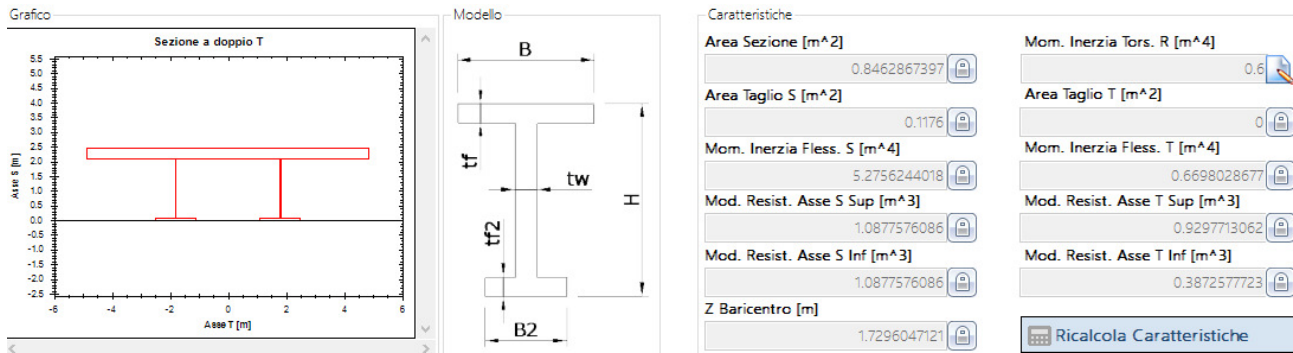 Grafico
Sezione a doppio T
5.5
5.0
4.5
4.0
3.5
3.0
2.5
2.0
1.5
1.0
0.5
0.0
-0.5
-1.0
-1.5
-2.0
-2.5
Asse S [m]
-6 -4 -2 0 2 4 6
Asse T [m]
Modello
B
tf
tw
H
tf2
B2
Caratteristiche
Area Sezione [m^2]
0.8462867397
Area Taglio S [m^2]
0.1176
Mom. Inerzia Fless. S [m^4]
5.2756244018
Mod. Resist. Asse S Sup [m^3]
1.0877576086
Mod. Resist. Asse S Inf [m^3]
1.0877576086
Z Baricentro [m]
1.7296047121
Mom. Inerzia Tors. R [m^4]
0.6
Area Taglio T [m^2]
0
Mom. Inerzia Fless. T [m^4]
0.6698028677
Mod. Resist. Asse T Sup [m^3]
0.9297713062
Mod. Resist. Asse T Inf [m^3]
0.3872577723
Ricalcola Caratteristiche